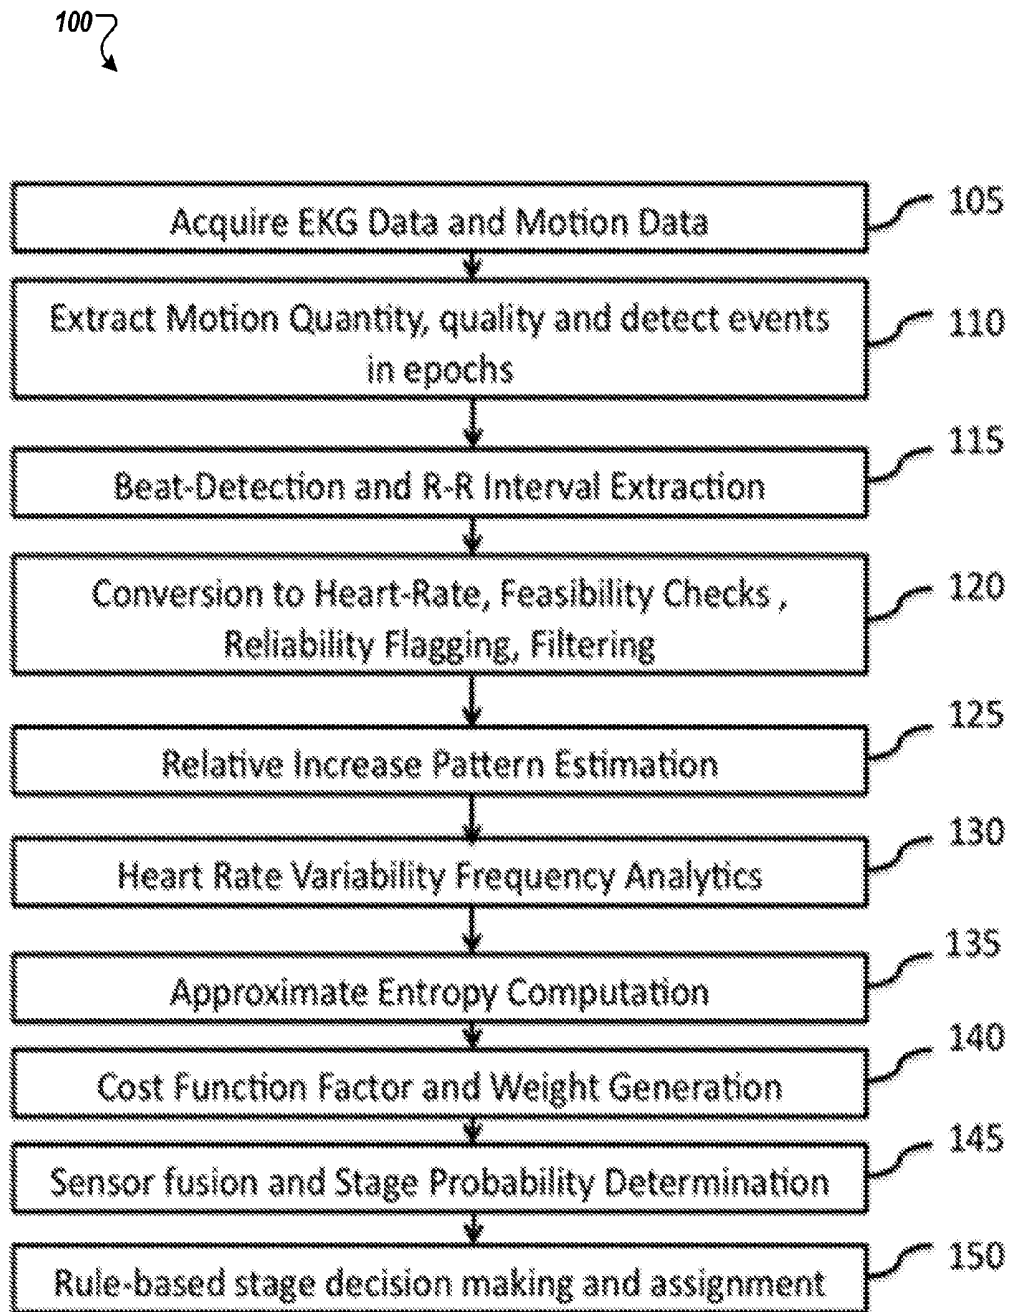 100
Acquire EKG Data and Motion Data
105
Extract Motion Quantity, quality and detect events
in epochs
110
Beat-Detection and R-R Interval Extraction
115
Conversion to Heart-Rate, Feasibility Checks ,
Reliability Flagging, Filtering
120
Relative Increase Pattern Estimation
125
Heart Rate Variability Frequency Analytics
130
Approximate Entropy Computation
135
Cost Function Factor and Weight Generation
140
Sensor fusion and Stage Probability Determination
145
Rule-based stage decision making and assignment
150